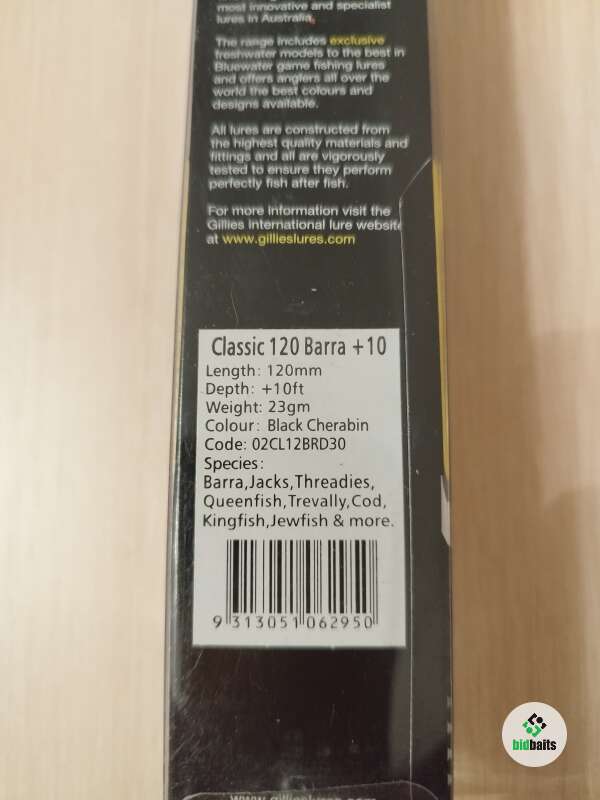 most innovative and specialist
lures in Australia.
The range includes exclusive
freshwater models to the best in
Bluewater game fishing lures
and offers anglers all over the
world the best colours and
designs available.
All lures are constructed from
the highest quality materials and
fittings and all are vigorously
tested to ensure they perform
perfectly fish after fish.
For more information visit the
Gillies international lure website
at www.gillieslures.com
Classic 120 Barra +10
Length: 120mm
Depth: +10ft
Weight: 23gm
Colour: Black Cherabin
Code: 02CL12BRD30
Species:
Barra,Jacks,Threadies,
Queenfish,Trevally,Cod,
Kingfish,Jewfish & more.
9 313051 062950
www.gillieslures.com
bidbaits